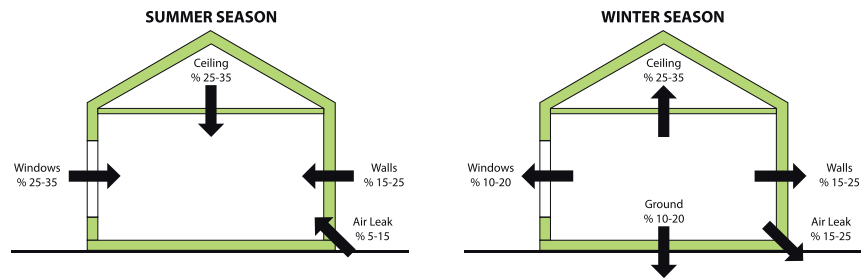 SUMMER SEASON
Ceiling
% 25-35
Windows
% 25-35
Walls
% 15-25
Air Leak
% 5-15
WINTER SEASON
Ceiling
% 25-35
Windows
% 10-20
Walls
% 15-25
Ground
% 10-20
Air Leak
% 15-25